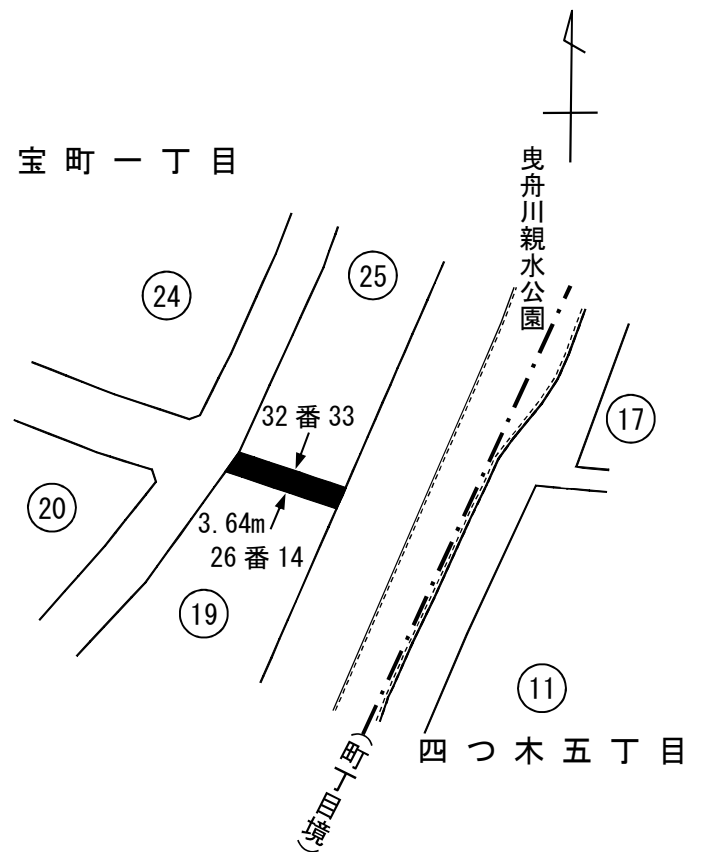 宝町一丁目
曳舟川親水公園
25
24
17
32番33
20
3.64m
26番14
19
11
四つ木五丁目
(町丁目境)